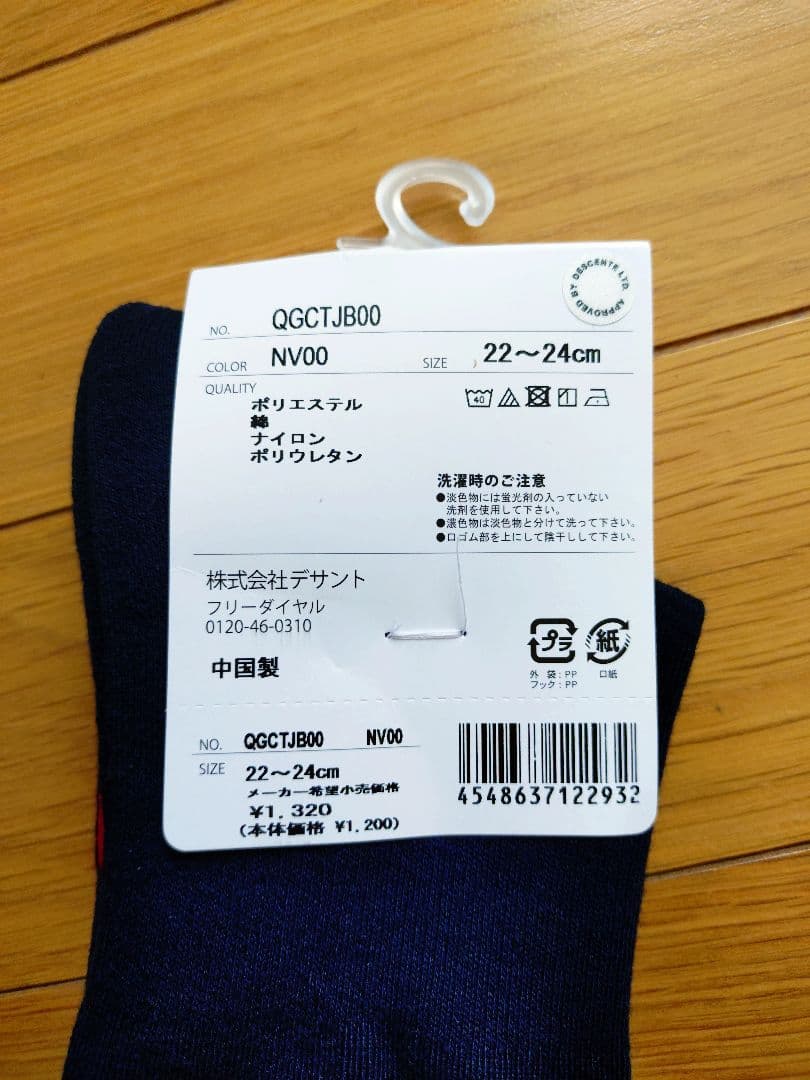 APPROVED BY DESCENTE LTD.
NO. QGCTJB00
COLOR NV00 SIZE 22～24cm
QUALITY
ポリエステル
綿
ナイロン
ポリウレタン
40
洗濯時のご注意
●淡色物には蛍光剤の入っていない
洗剤を使用して下さい。
●濃色物は淡色物と分けて洗って下さい。
●口ゴム部を上にして陰干しして下さい。
株式会社デサント
フリーダイヤル
0120-46-0310
中国製
プラ 紙
外 袋：PP 口紙
フック：PP
NO. QGCTJB00 NV00
SIZE 22～24cm
メーカー希望小売価格
¥1,320
(本体価格 ¥1,200)
4548637122932